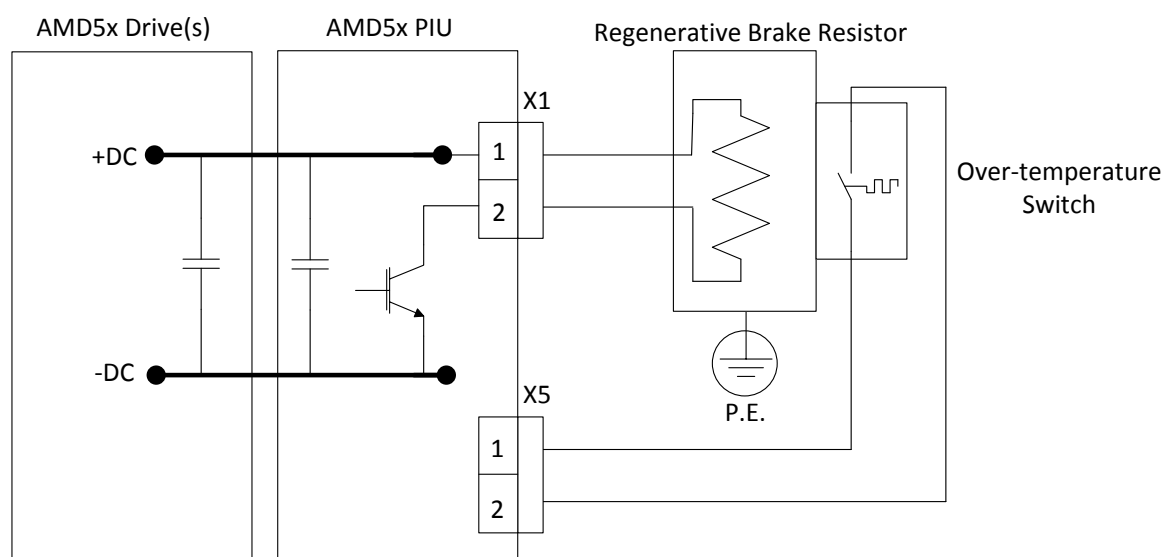 AMD5x Drive(s)
AMD5x PIU
Regenerative Brake Resistor
X1
+DC
1
2
Over-temperature
Switch
-DC
X5
P.E.
1
2